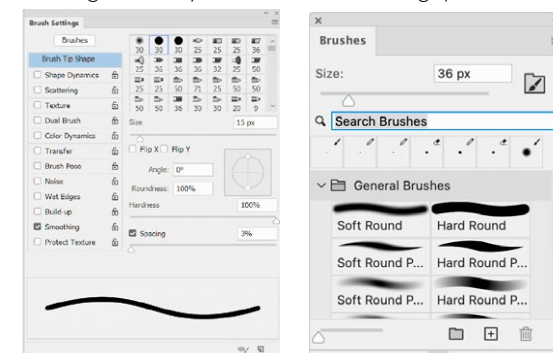 Brush Settings
Brushes
30 30 30 25 25 25
25 36 36 36 32 25 50
25 25 50 71 25 50 50
50 50 36 30 30 20 9
Brush Tip Shape
Shape Dynamics
Scattering
Texture
Dual Brush
Color Dynamics
Transfer
Brush Pose
Noise
Wet Edges
Build-up
Smoothing
Protect Texture
Size
15 px
Flip X
Flip Y
Angle: 0°
Roundness: 100%
Hardness
100%
Spacing
3%
Brushes
Size:
36 px
Search Brushes
General Brushes
Soft Round
Hard Round
Soft Round P...
Hard Round P...
Soft Round P...
Hard Round P...